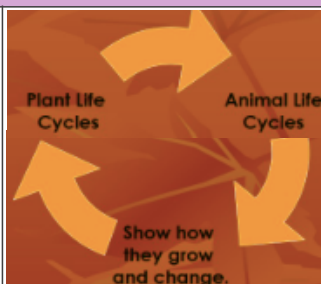 Plant Life
Cycles
Animal Life
Cycles
Show how
they grow
and change.